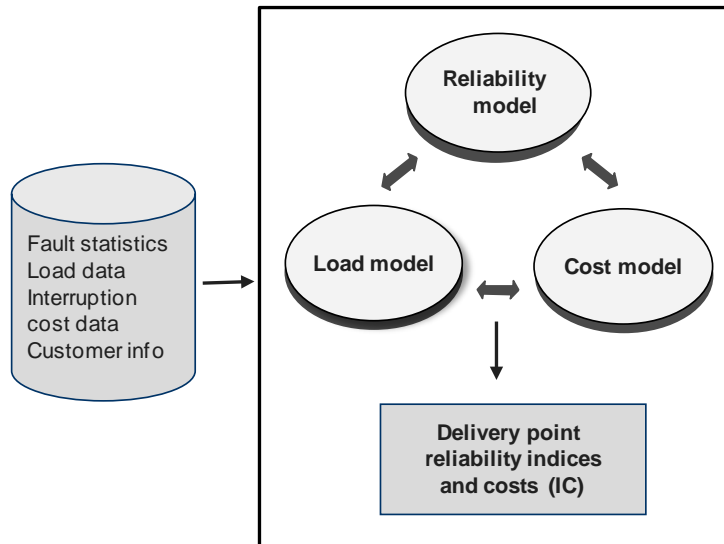 Reliability
model
Fault statistics
Load data
Interruption
cost data
Customer info
Load model
Cost model
Delivery point
reliability indices
and costs (IC)